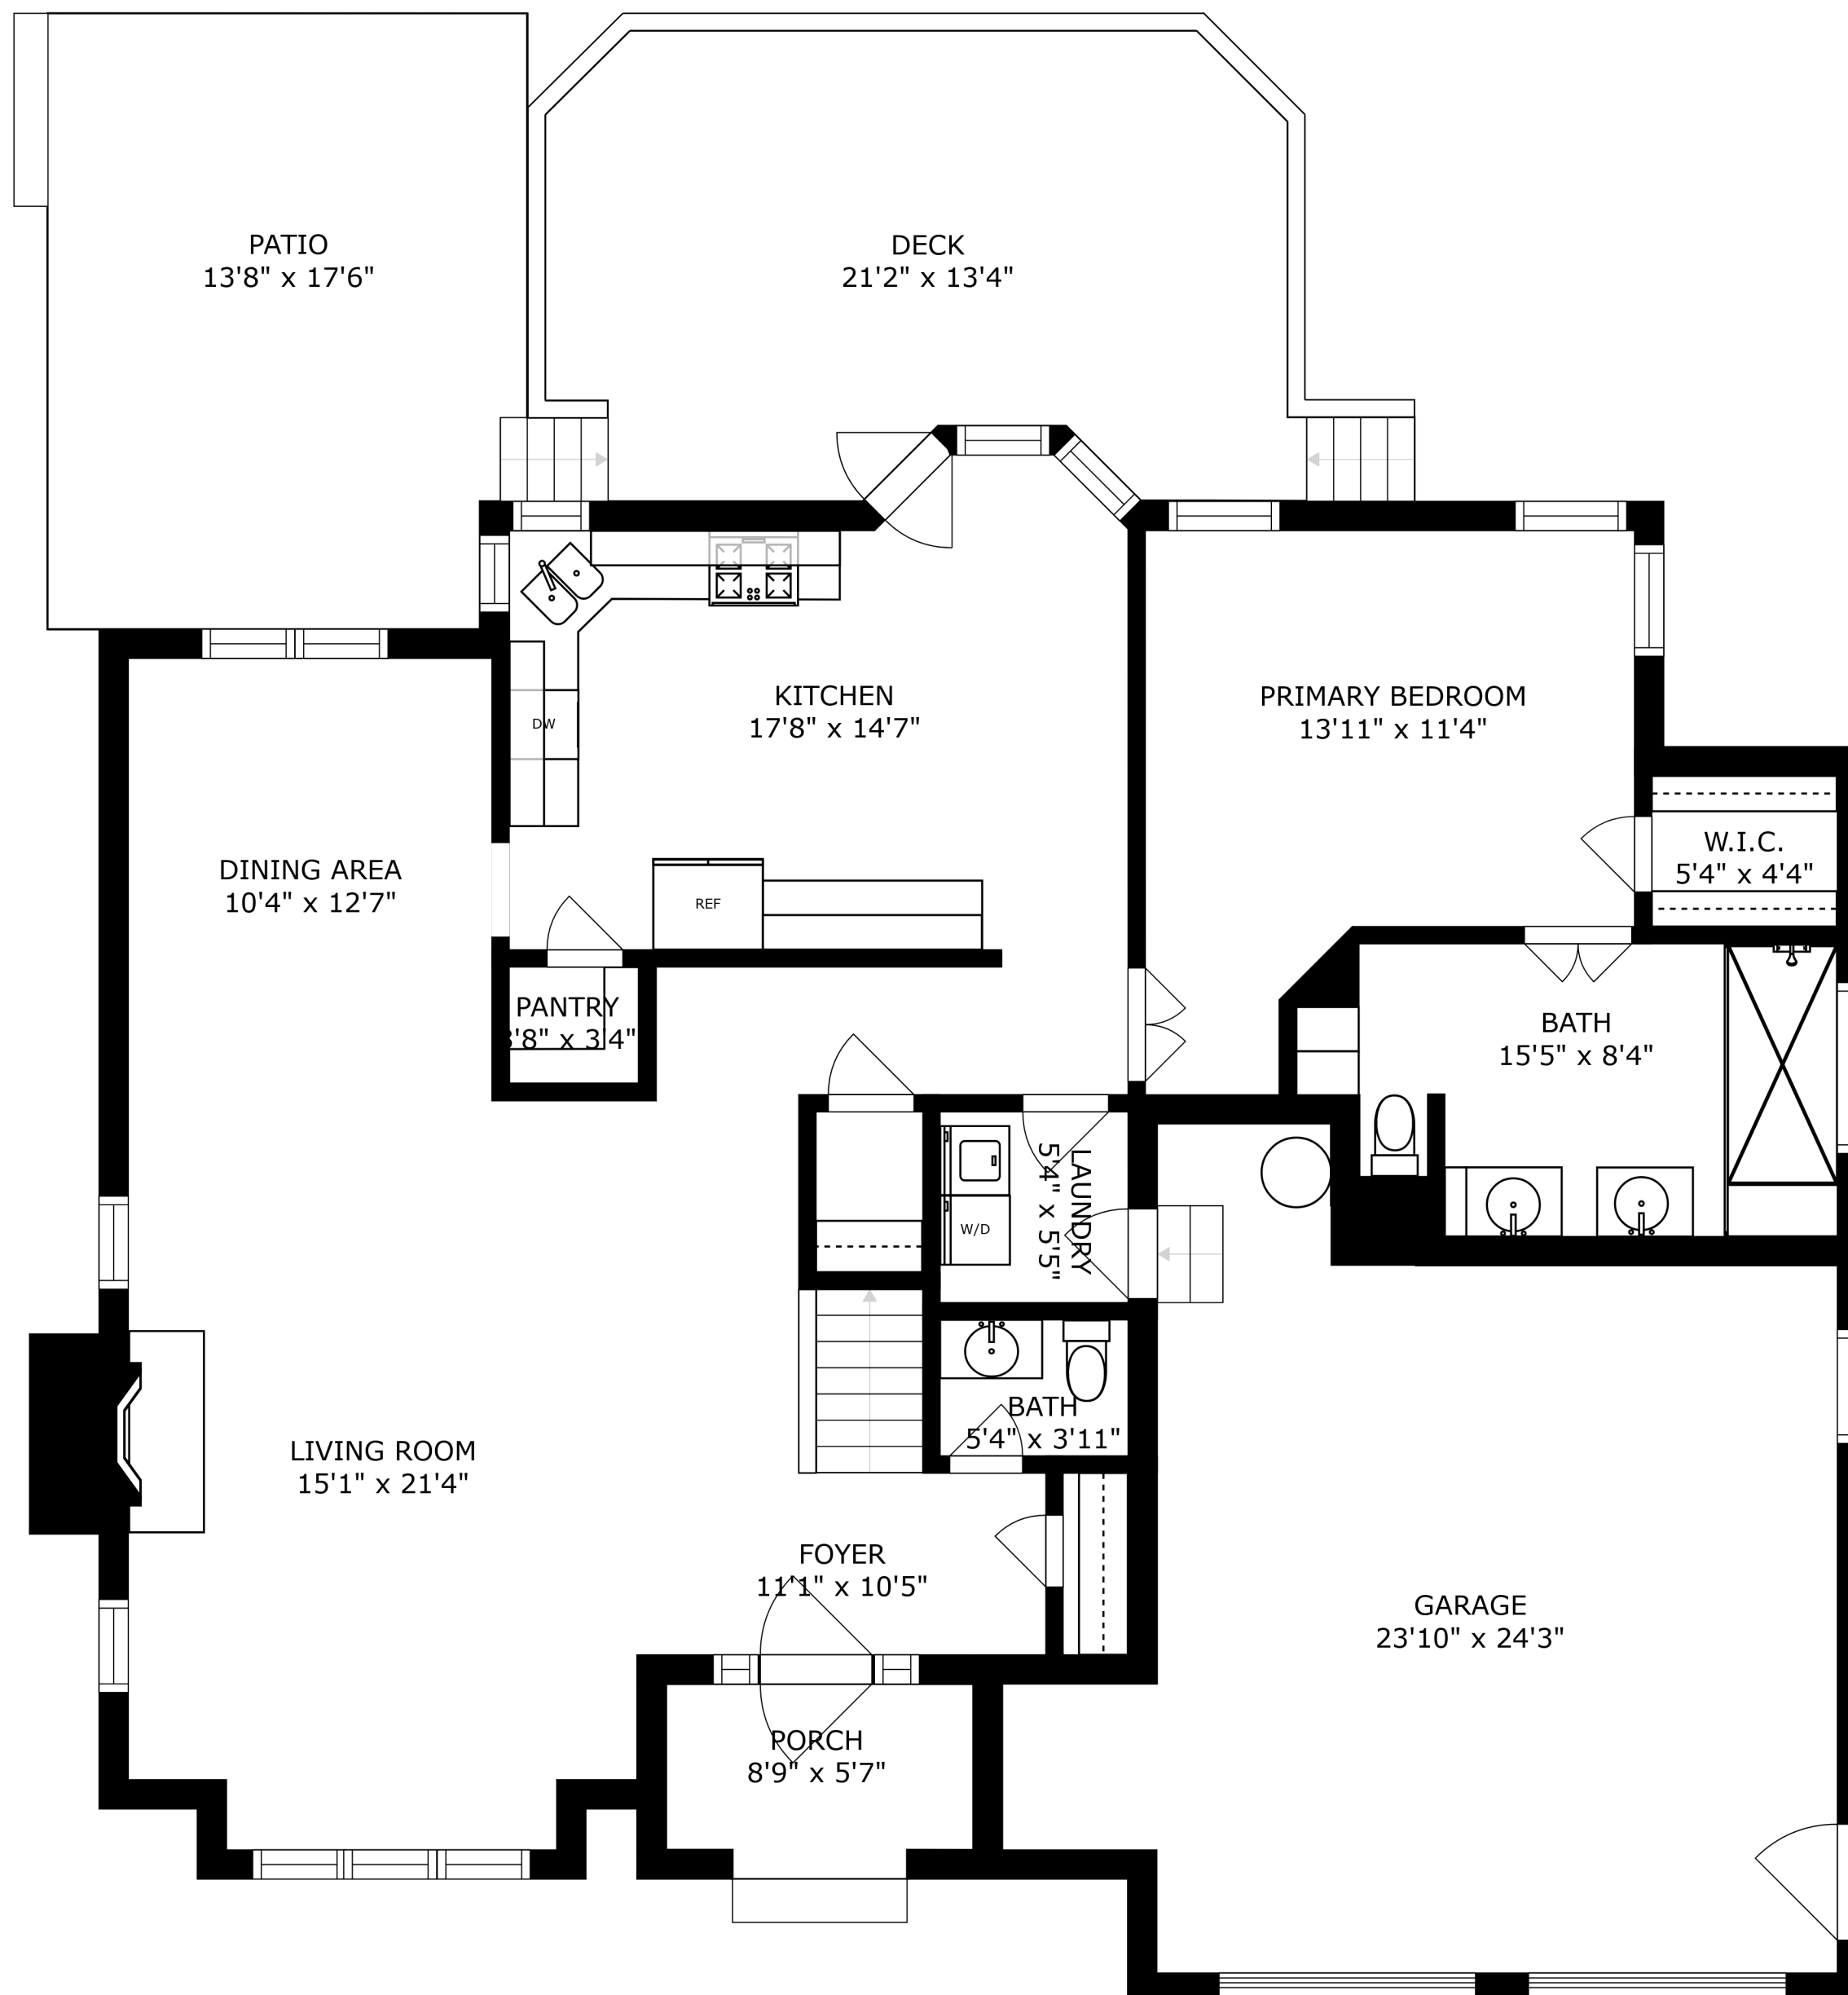 PATIO
13'8" x 17'6"
DECK
21'2" x 13'4"
KITCHEN
17'8" x 14'7"
PRIMARY BEDROOM
13'11" x 11'4"
DW
W.I.C.
5'4" x 4'4"
DINING AREA
10'4" x 12'7"
REF
PANTRY
'8" x 3'4"
BATH
15'5" x 8'4"
LAUNDRY
5'4" x 5'5"
W/D
BATH
5'4" x 3'11"
LIVING ROOM
15'1" x 21'4"
FOYER
11'1" x 10'5"
GARAGE
23'10" x 24'3"
PORCH
8'9" x 5'7"